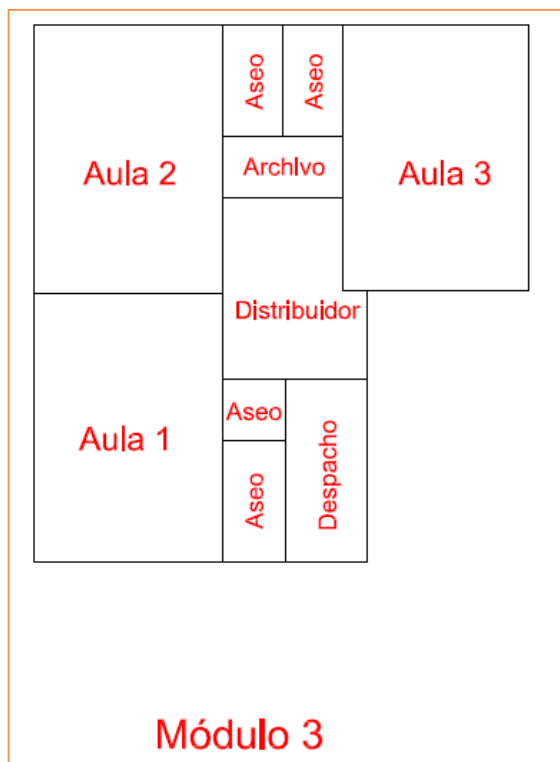 Aseo
Aseo
Archivo
Aula 2
Aula 3
Distribuidor
Aseo
Aula 1
Aseo
Despacho
Módulo 3